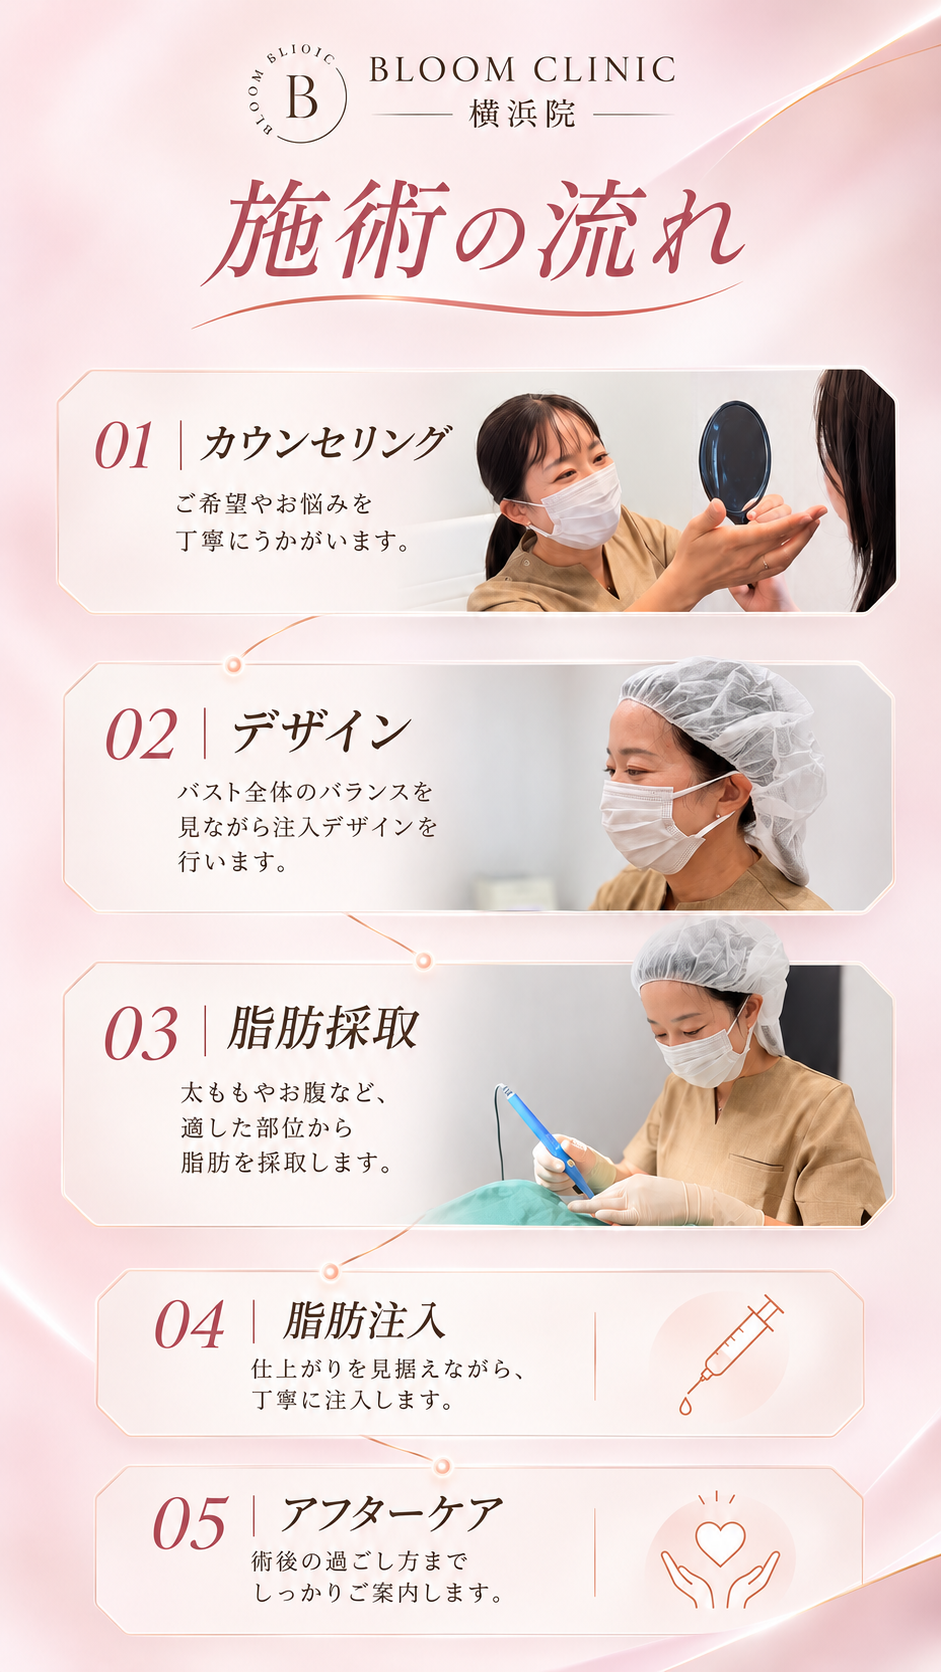 BLOOM BLIOIC
B
BLOOM CLINIC
横浜院
施術の流れ
01
カウンセリング
ご希望やお悩みを
丁寧にうかがいます。
02
デザイン
バスト全体のバランスを
見ながら注入デザインを
行います。
03
脂肪採取
太ももやお腹など、
適した部位から
脂肪を採取します。
04
脂肪注入
仕上がりを見据えながら、
丁寧に注入します。
05
アフターケア
術後の過ごし方まで
しっかりご案内します。